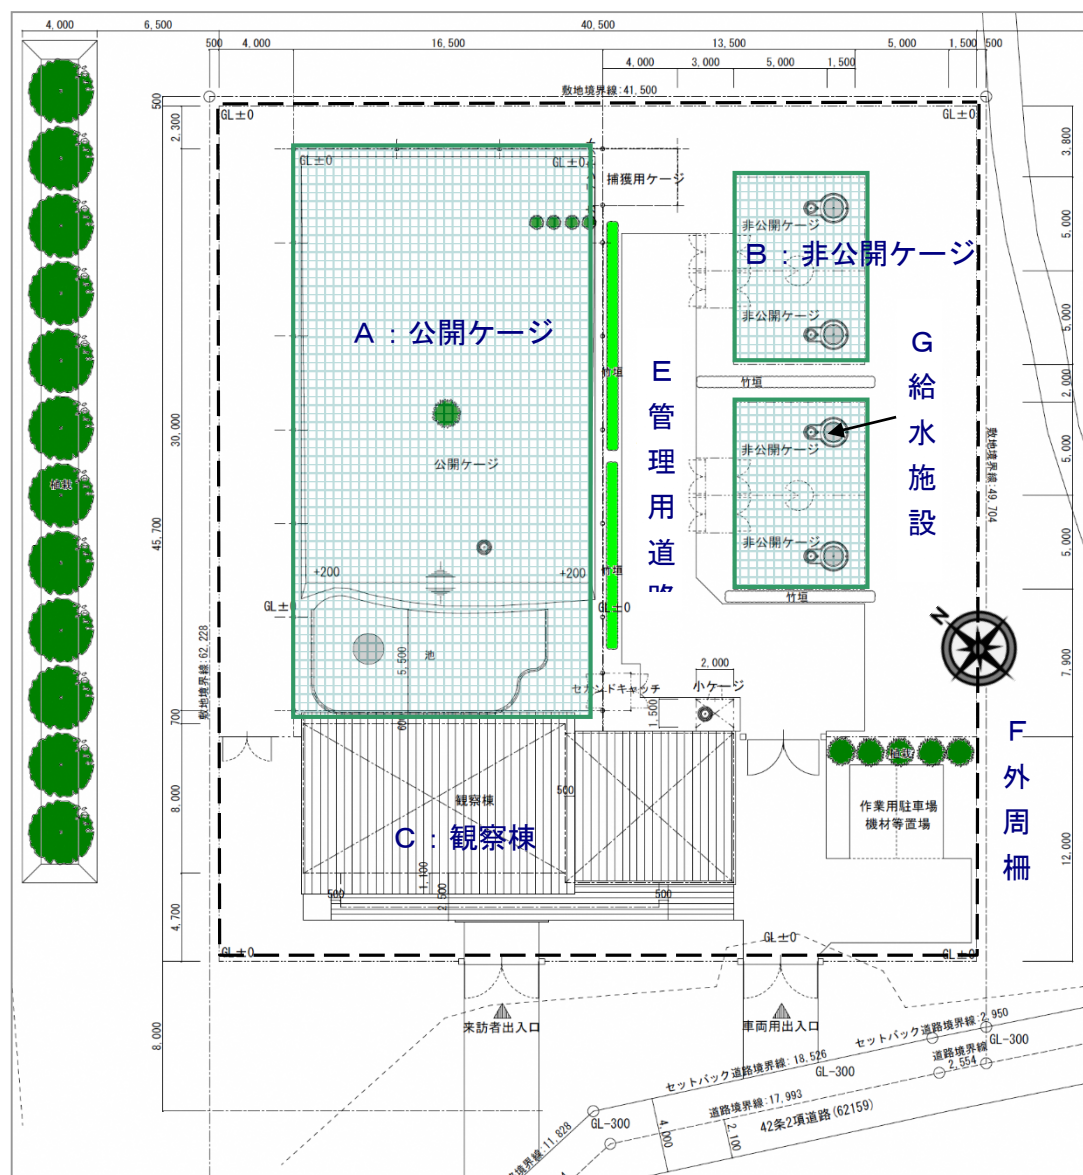 4,000
6,500
40,500
500
4,000
16,500
13,500
5,000
1,500
500
4,000
3,000
5,000
1,500
敷地境界線:41,500
500
GL±0
GL±0
2,300
3,800
GL±0
GL±0
捕獲用ケージ
非公開ケージ
B:非公開ケージ
5,000
非公開ケージ
5,000
A:公開ケージ
G給水施設
E管理用道
竹垣
竹垣
2,000
30,000
非公開ケージ
5,000
敷地境界線:49,704
公開ケージ
植栽
45,700
非公開ケージ
5,000
+200
+200
竹垣
竹垣
GL±0
GL±0
N
敷地境界線:62,228
5,500
池
7,900
2,000
セカンドキャッチ
小ケージ
700
600
1,500
F外周柵
植栽
8,000
観察棟
500
作業用駐車場
機材等置場
C:観察棟
12,000
1,100
500
2,600
500
4,700
GL±0
GL±0
GL±0
8,000
来訪者出入口
車両用出入口
セットバック道路境界線:2,950
GL-300
セットバック道路境界線:18,526
GL-300
道路境界線
2,554
道路境界線:17,993
GL-300
42条2項道路(62159)
4,000
2,100
境界線:11,828